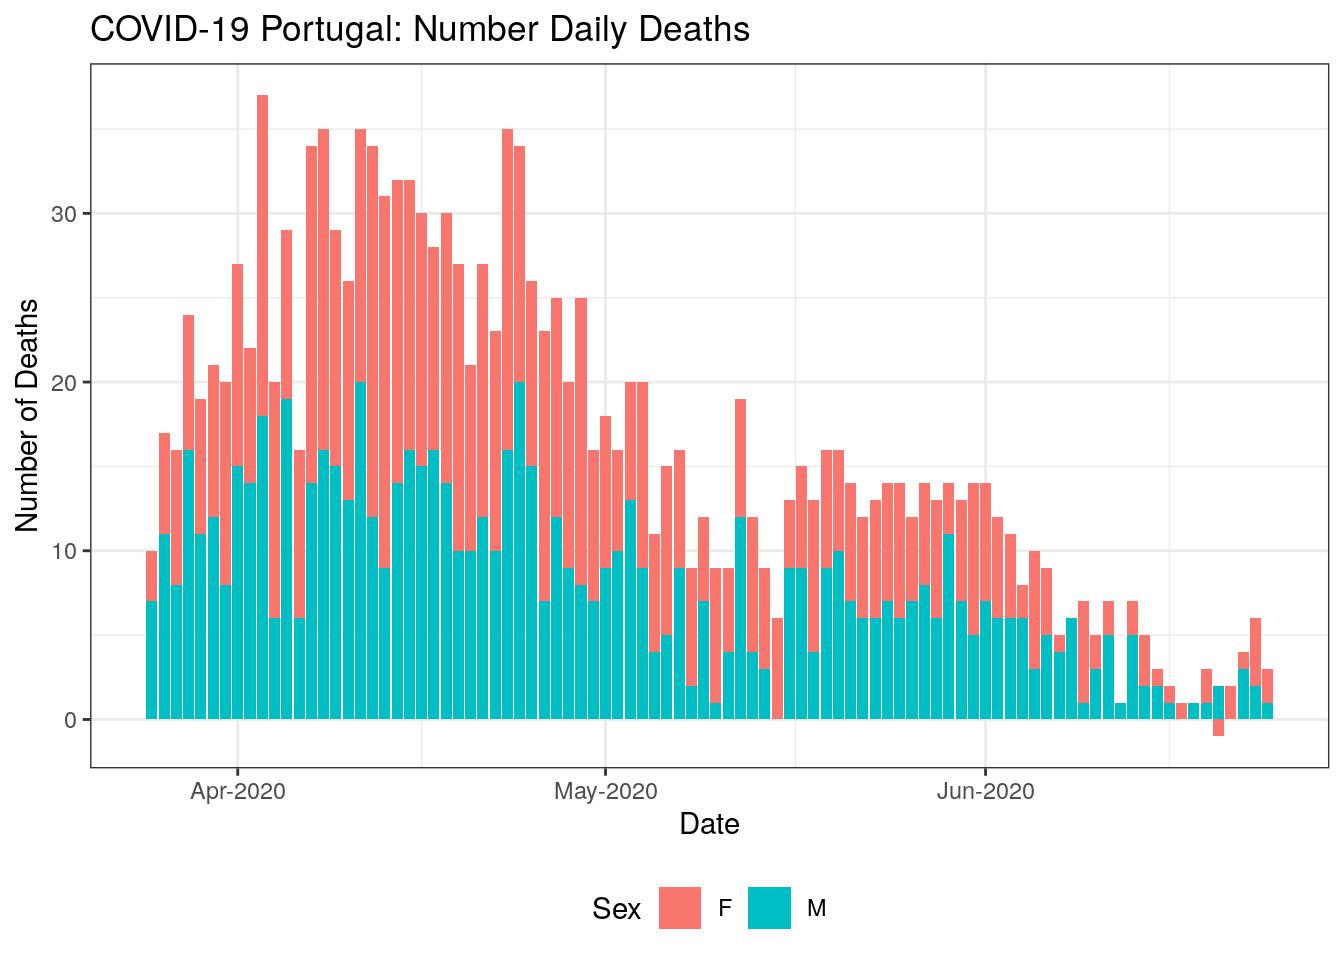 COVID-19 Portugal: Number Daily Deaths
Number of Deaths
30
20
10
0
Apr-2020
May-2020
Jun-2020
Date
Sex F M